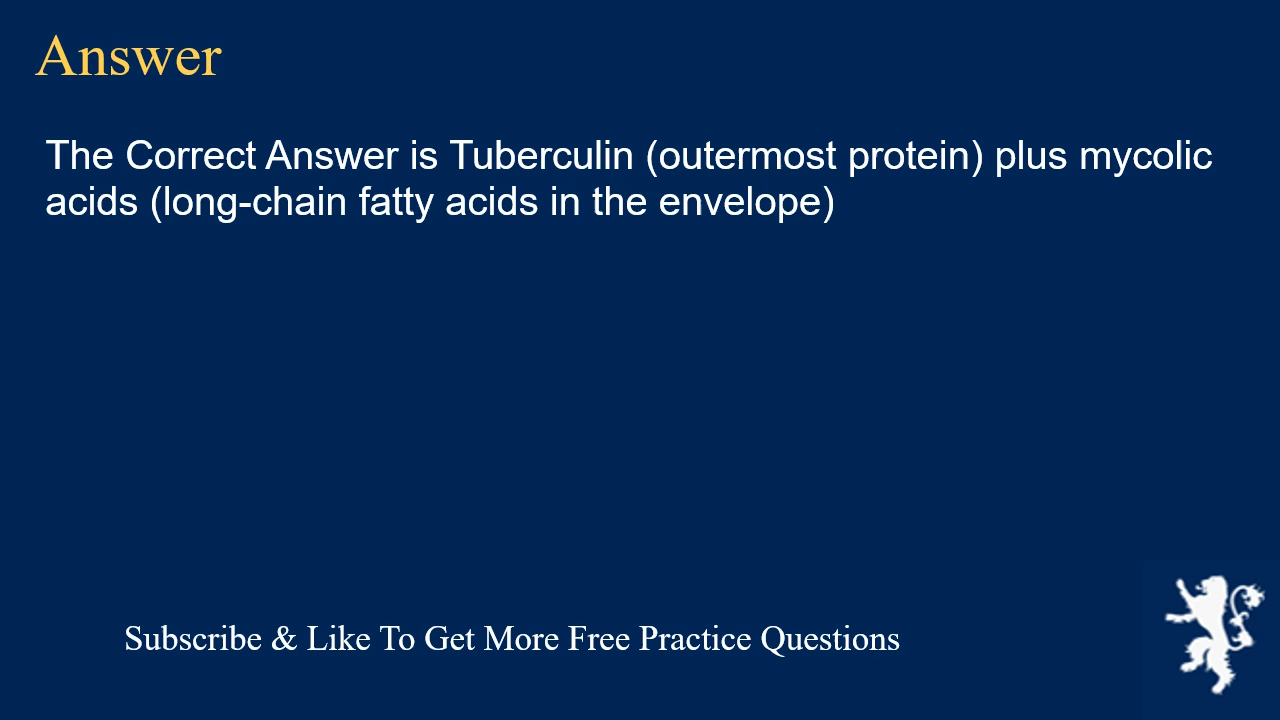 Answer
The Correct Answer is Tuberculin (outermost protein) plus mycolic
acids (long-chain fatty acids in the envelope)
Subscribe & Like To Get More Free Practice Questions